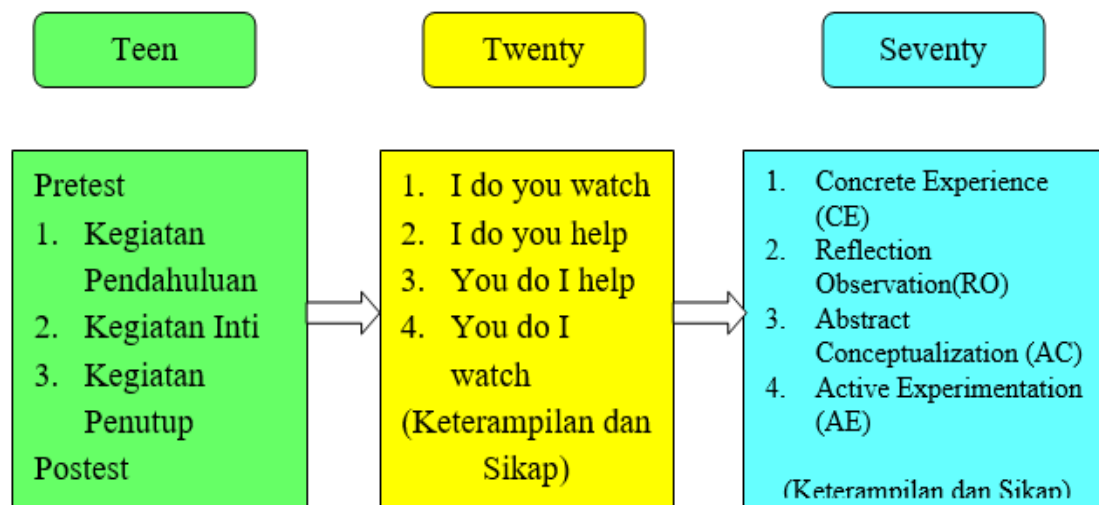 Teen
Twenty
Seventy
Pretest
1. Kegiatan
Pendahuluan
2. Kegiatan Inti
3. Kegiatan
Penutup
Postest
1. I do you watch
2. I do you help
3. You do I help
4. You do I
watch
(Keterampilan dan
Sikap)
1. Concrete Experience
(CE)
2. Reflection
Observation(RO)
3. Abstract
Conceptualization (AC)
4. Active Experimentation
(AE)
(Keterampilan dan Sikap)